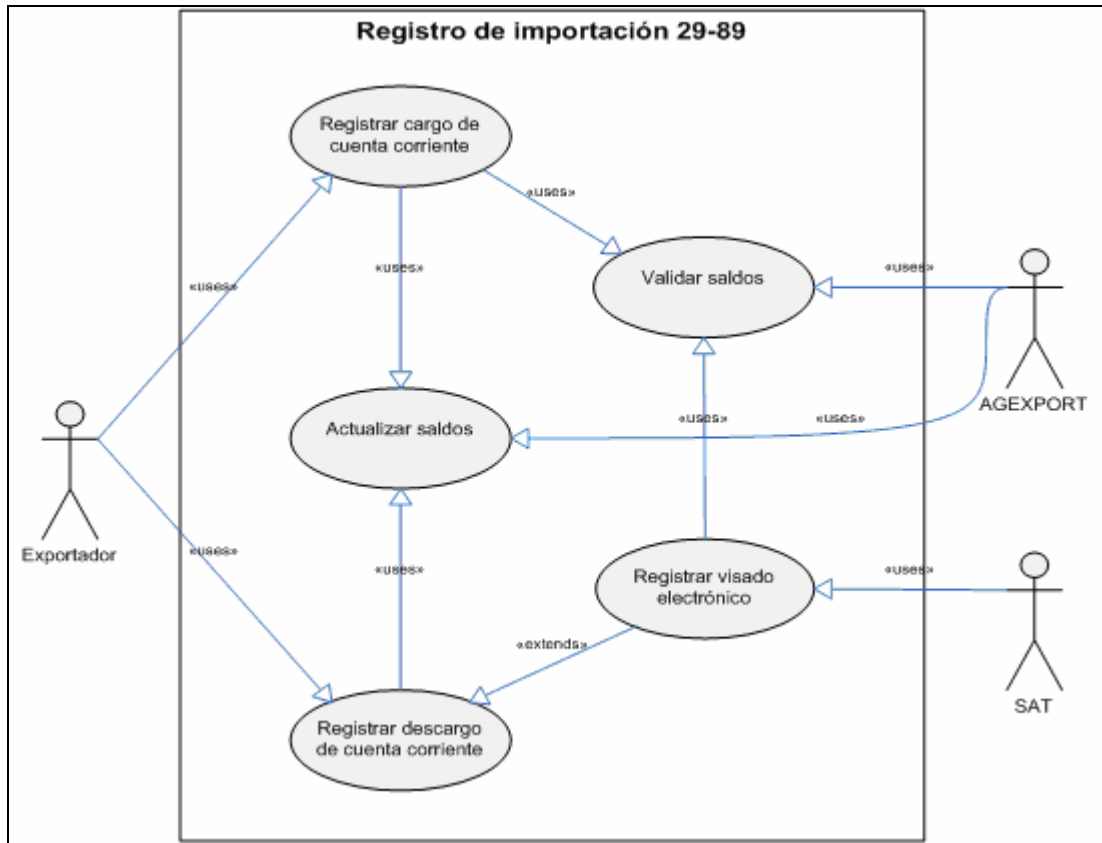 Registro de importación 29-89
Registrar cargo de
cuenta corriente
«uses»
Validar saldos
«uses»
«uses»
«uses»
AGEXPORT
Actualizar saldos
«uses»
«uses»
Exportador
«uses»
«uses»
Registrar visado
electrónico
«uses»
«extends»
SAT
Registrar descargo
de cuenta corriente